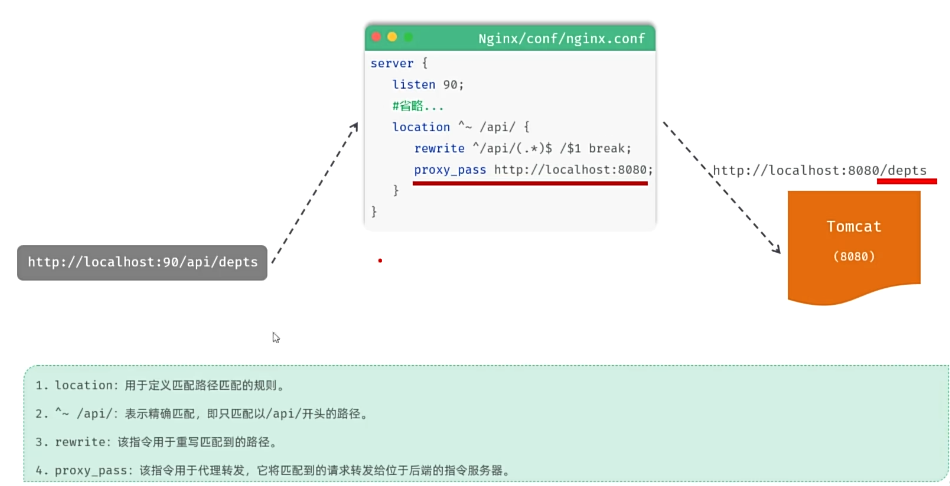 Nginx/conf/nginx.conf
server {
listen 90;
#省略...
location ^~ /api/ {
rewrite ^/api/(.*)$ /$1 break;
proxy_pass http://localhost:8080;
}
}
http://localhost:8080/depts
Tomcat
(8080)
http://localhost:90/api/depts
1. location: 用于定义匹配路径匹配的规则。
2. ^~ /api/: 表示精确匹配, 即只匹配以/api/开头的路径。
3. rewrite: 该指令用于重写匹配到的路径。
4. proxy_pass: 该指令用于代理转发, 它将匹配到的请求转发给位于后端的指令服务器。